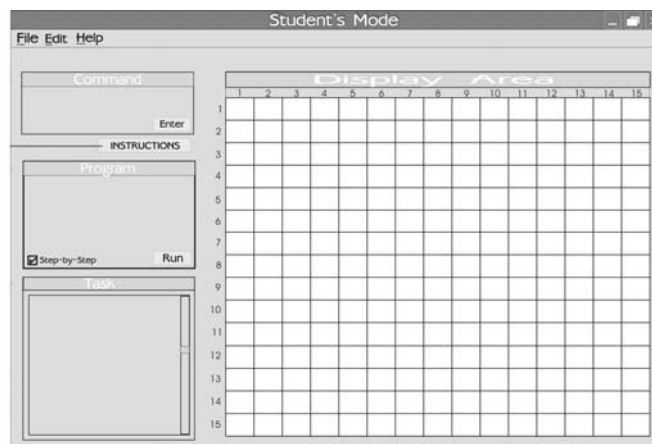 Student's Mode
File Edit Help
Command
Enter
INSTRUCTIONS
Program
Step-by-Step
Run
Task
Display Area
1 2 3 4 5 6 7 8 9 10 11 12 13 14 15
1
2
3
4
5
6
7
8
9
10
11
12
13
14
15